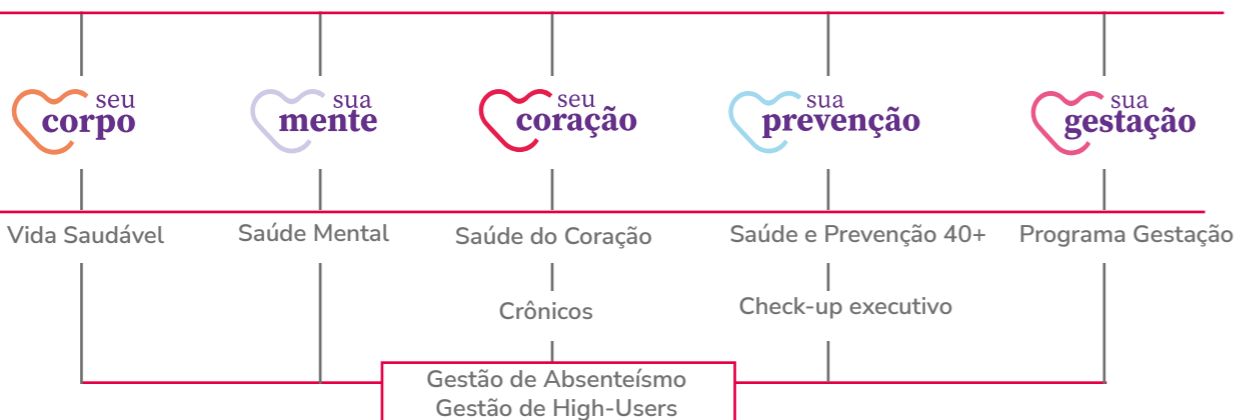 seu
corpo
sua
mente
seu
coração
sua
prevenção
sua
gestação
Vida Saudável
Saúde Mental
Saúde do Coração
Saúde e Prevenção 40+
Programa Gestação
Crônicos
Check-up executivo
Gestão de Absenteísmo
Gestão de High-Users